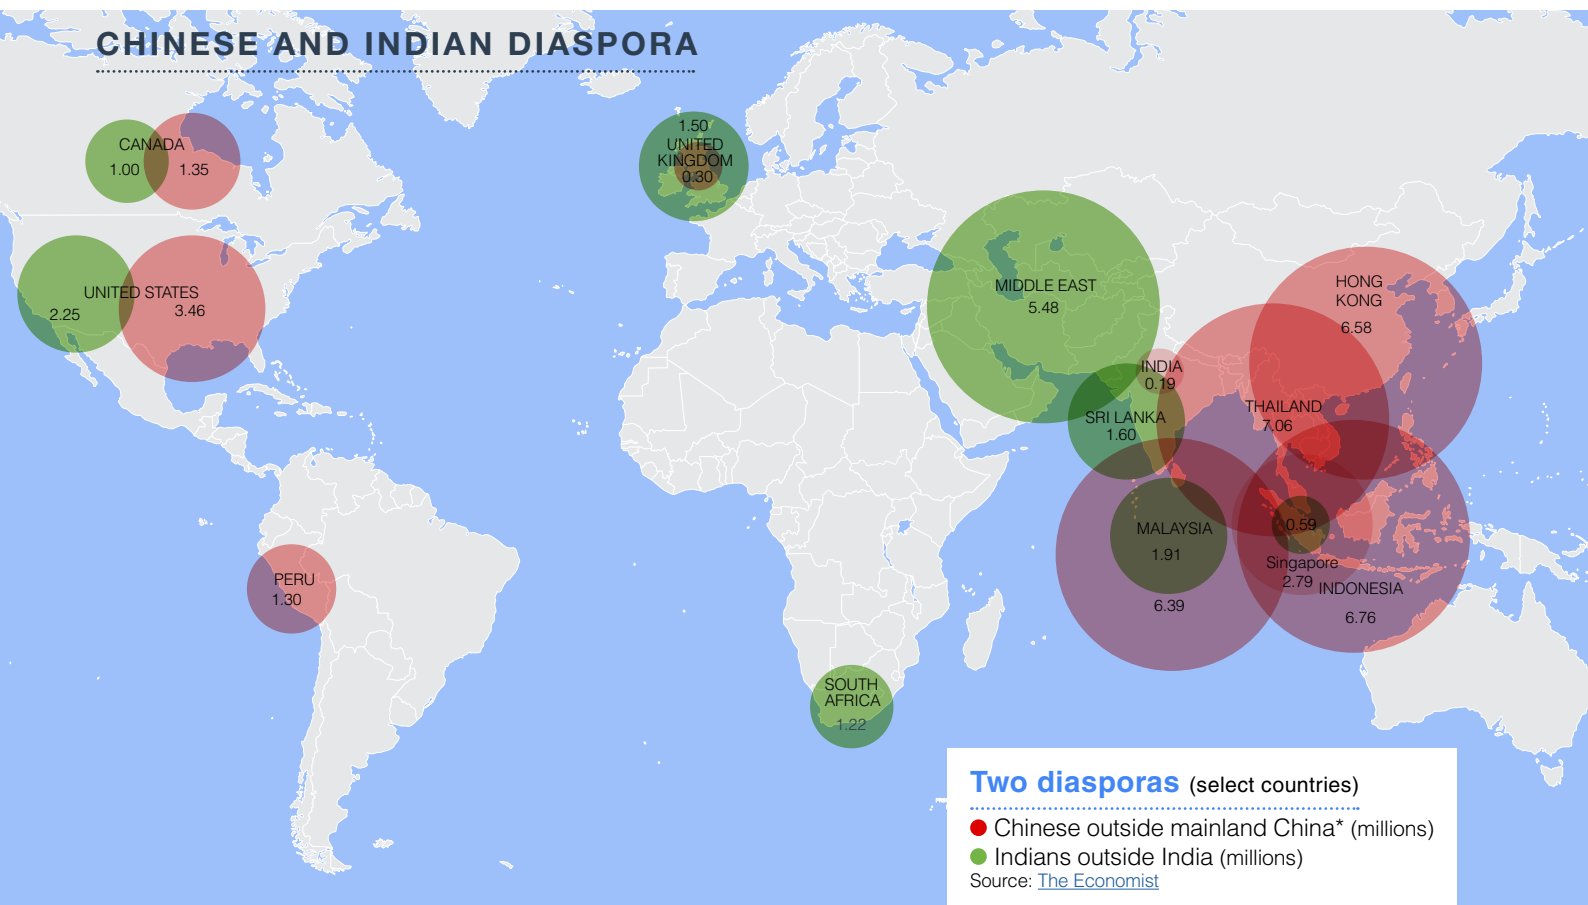 CHINESE AND INDIAN DIASPORA
CANADA
1.00
1.35
UNITED STATES
2.25
3.46
PERU
1.30
1.50
UNITED
KINGDOM
0.30
SOUTH
AFRICA
1.22
MIDDLE EAST
5.48
INDIA
0.19
SRI LANKA
1.60
HONG
KONG
6.58
THAILAND
7.06
MALAYSIA
1.91
6.39
0.59
Singapore
2.79
INDONESIA
6.76
Two diasporas (select countries)
Chinese outside mainland China* (millions)
Indians outside India (millions)
Source: The Economist